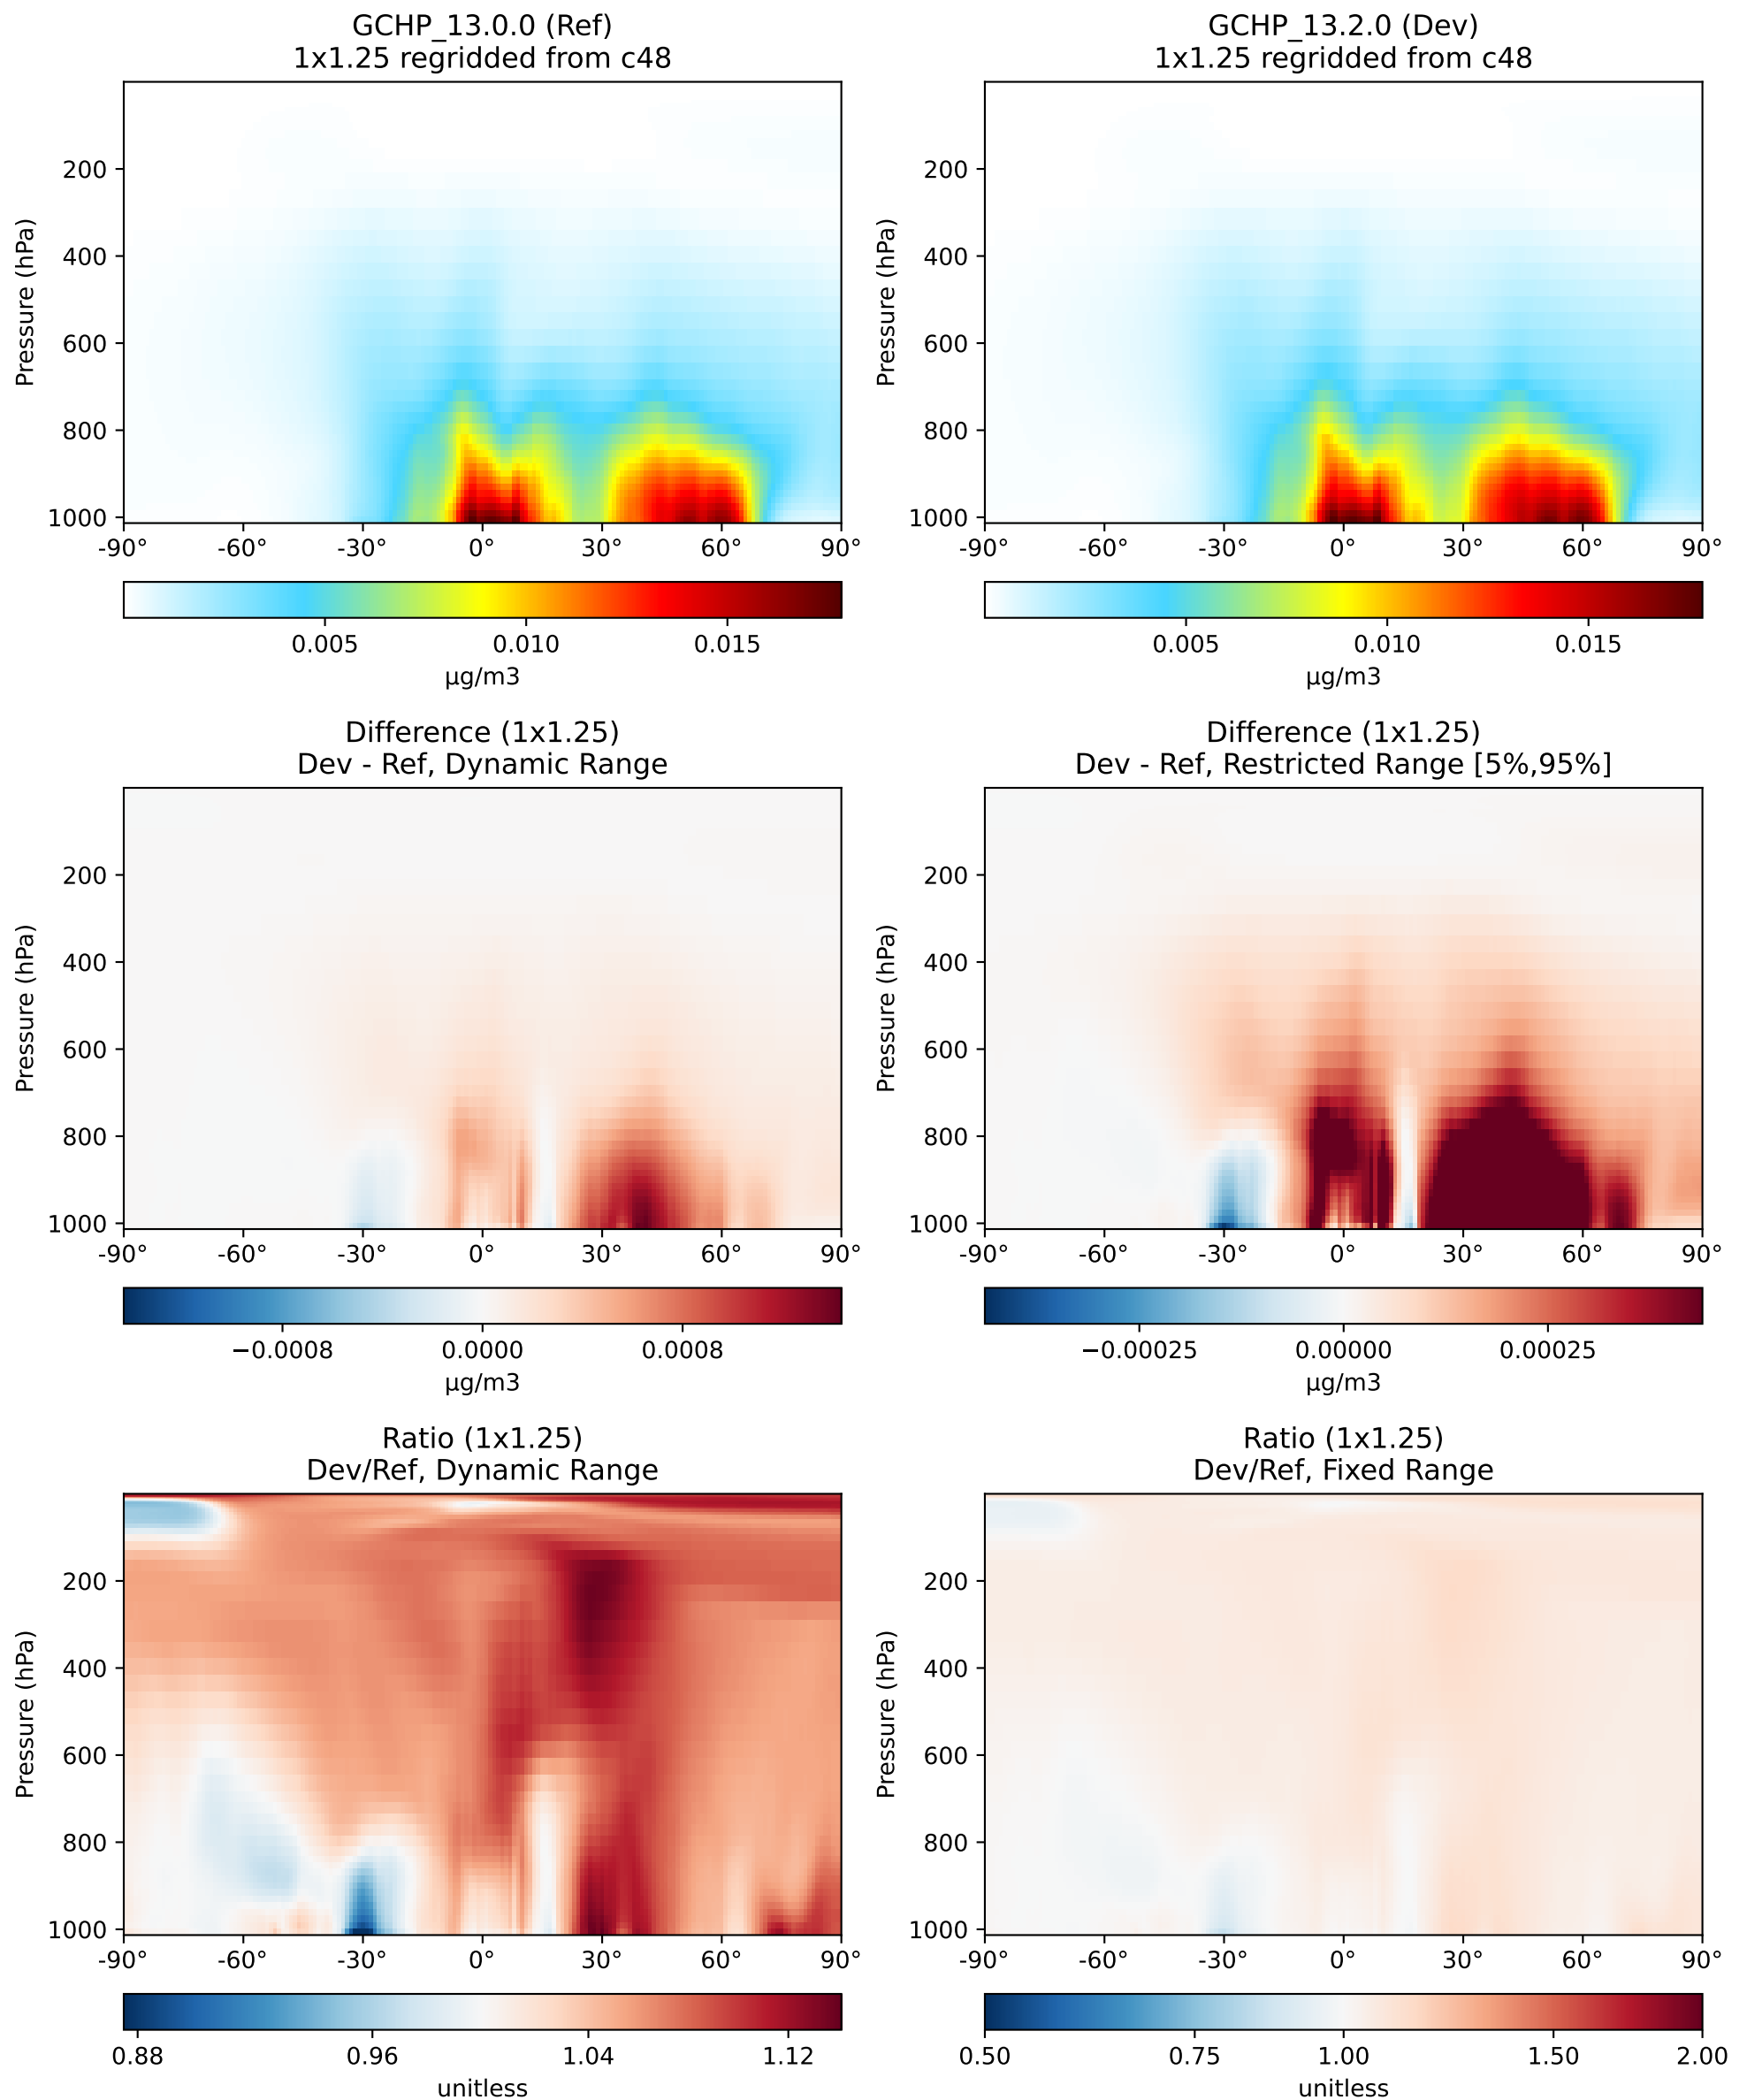 GCHP_13.0.0 (Ref)
1x1.25 regridded from c48
GCHP_13.2.0 (Dev)
1x1.25 regridded from c48
Pressure (hPa)
200
400
600
800
1000
-90° -60° -30° 0° 30° 60° 90°
0.005 0.010 0.015
µg/m3
Pressure (hPa)
200
400
600
800
1000
-90° -60° -30° 0° 30° 60° 90°
0.005 0.010 0.015
µg/m3
Difference (1x1.25)
Dev - Ref, Dynamic Range
Difference (1x1.25)
Dev - Ref, Restricted Range [5%,95%]
Pressure (hPa)
200
400
600
800
1000
-90° -60° -30° 0° 30° 60° 90°
−0.0008 0.0000 0.0008
µg/m3
Pressure (hPa)
200
400
600
800
1000
-90° -60° -30° 0° 30° 60° 90°
−0.00025 0.00000 0.00025
µg/m3
Ratio (1x1.25)
Dev/Ref, Dynamic Range
Ratio (1x1.25)
Dev/Ref, Fixed Range
Pressure (hPa)
200
400
600
800
1000
-90° -60° -30° 0° 30° 60° 90°
0.88 0.96 1.04 1.12
unitless
Pressure (hPa)
200
400
600
800
1000
-90° -60° -30° 0° 30° 60° 90°
0.50 0.75 1.00 1.50 2.00
unitless